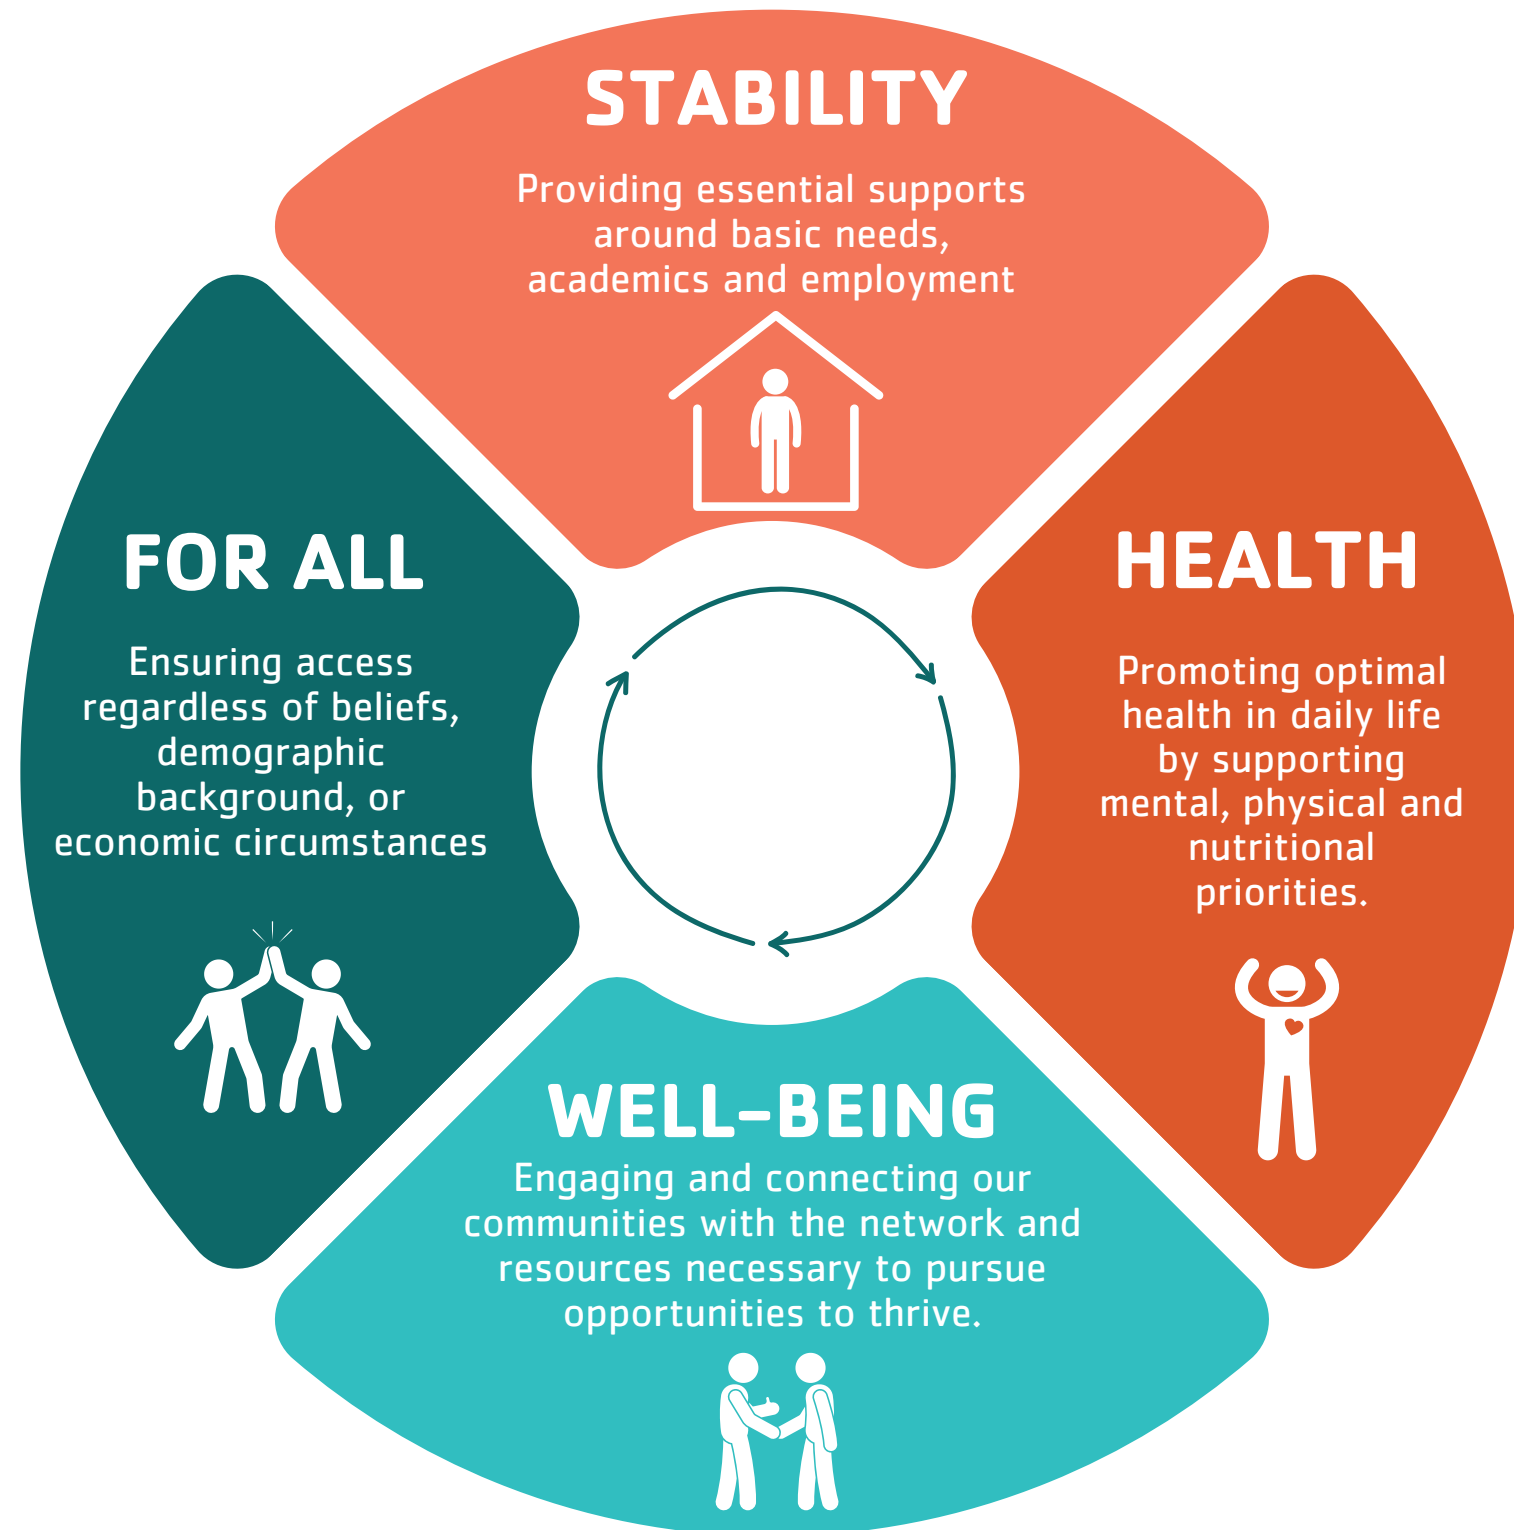 STABILITY
Providing essential supports
around basic needs,
academics and employment
HEALTH
Promoting optimal
health in daily life
by supporting
mental, physical and
nutritional
priorities.
WELL-BEING
Engaging and connecting our
communities with the network and
resources necessary to pursue
opportunities to thrive.
FOR ALL
Ensuring access
regardless of beliefs,
demographic
background, or
economic circumstances